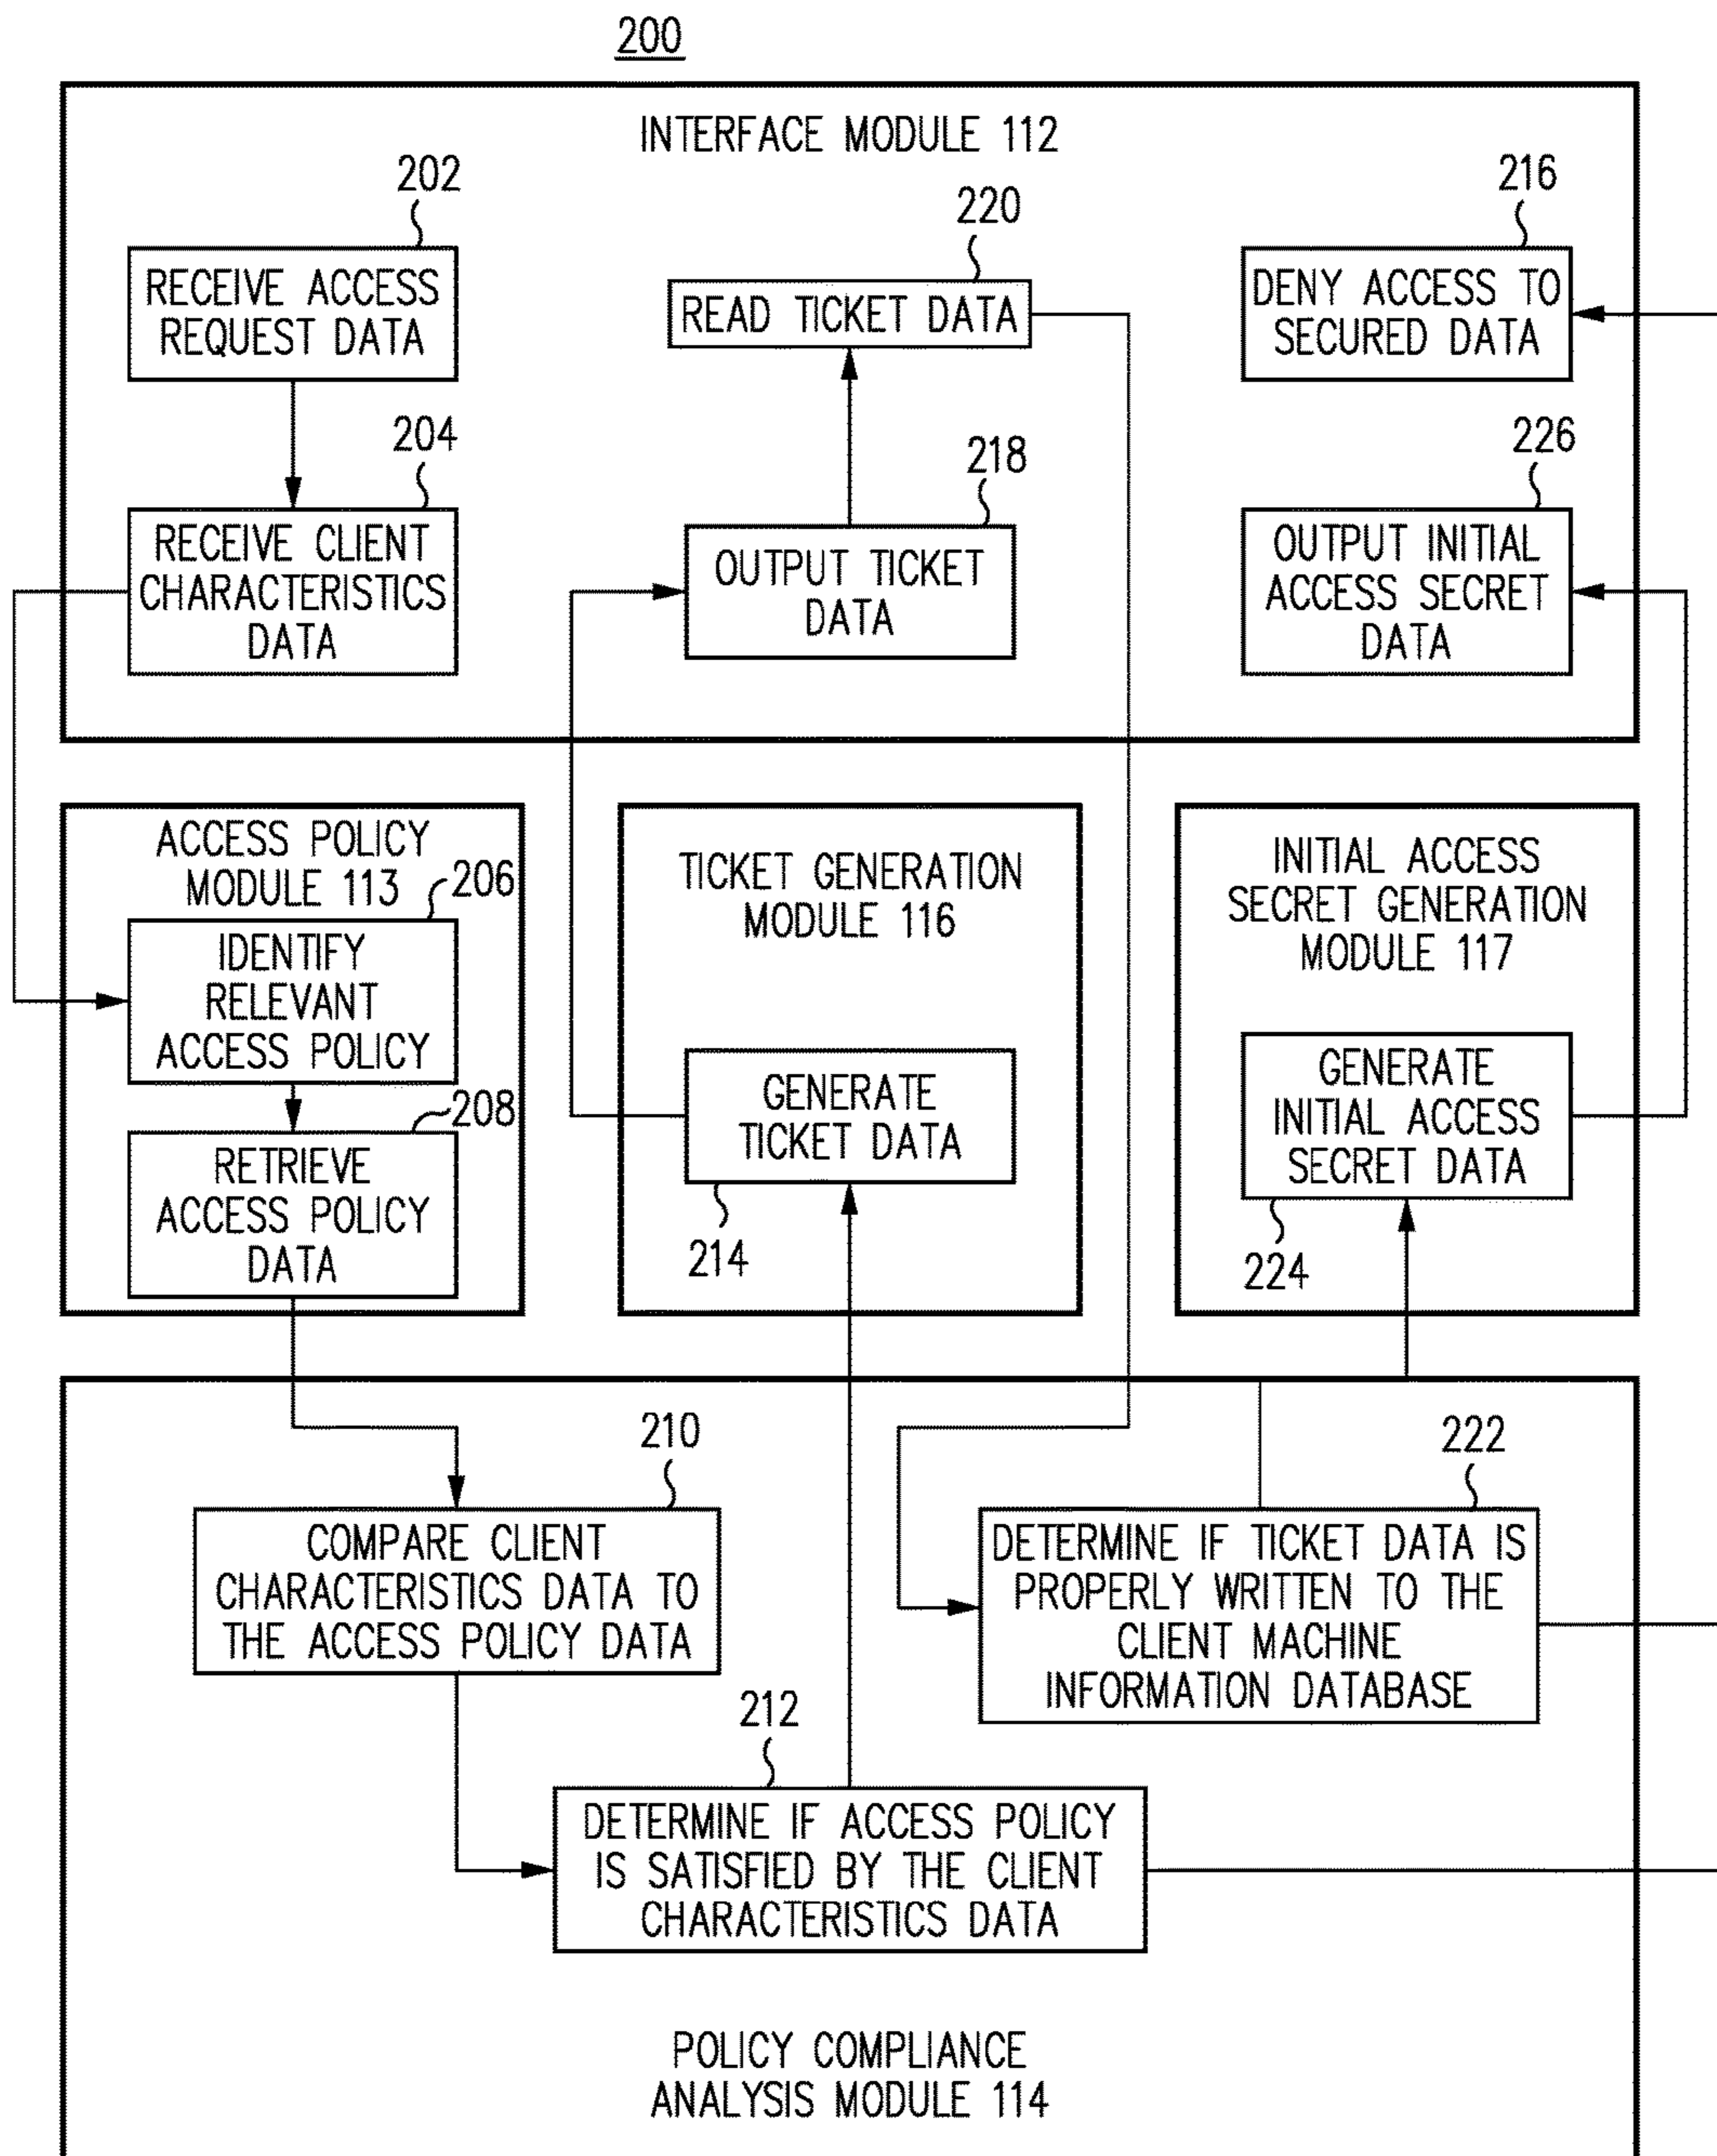 200
INTERFACE MODULE 112
202
RECEIVE ACCESS
REQUEST DATA
204
RECEIVE CLIENT
CHARACTERISTICS
DATA
220
READ TICKET DATA
218
OUTPUT TICKET
DATA
216
DENY ACCESS TO
SECURED DATA
226
OUTPUT INITIAL
ACCESS SECRET
DATA
ACCESS POLICY
MODULE 113
206
IDENTIFY
RELEVANT
ACCESS POLICY
208
RETRIEVE
ACCESS POLICY
DATA
TICKET GENERATION
MODULE 116
GENERATE
TICKET DATA
214
INITIAL ACCESS
SECRET GENERATION
MODULE 117
GENERATE
INITIAL ACCESS
SECRET DATA
224
210
COMPARE CLIENT
CHARACTERISTICS DATA TO
THE ACCESS POLICY DATA
222
DETERMINE IF TICKET DATA IS
PROPERLY WRITTEN TO THE
CLIENT MACHINE
INFORMATION DATABASE
212
DETERMINE IF ACCESS POLICY
IS SATISFIED BY THE CLIENT
CHARACTERISTICS DATA
POLICY COMPLIANCE
ANALYSIS MODULE 114